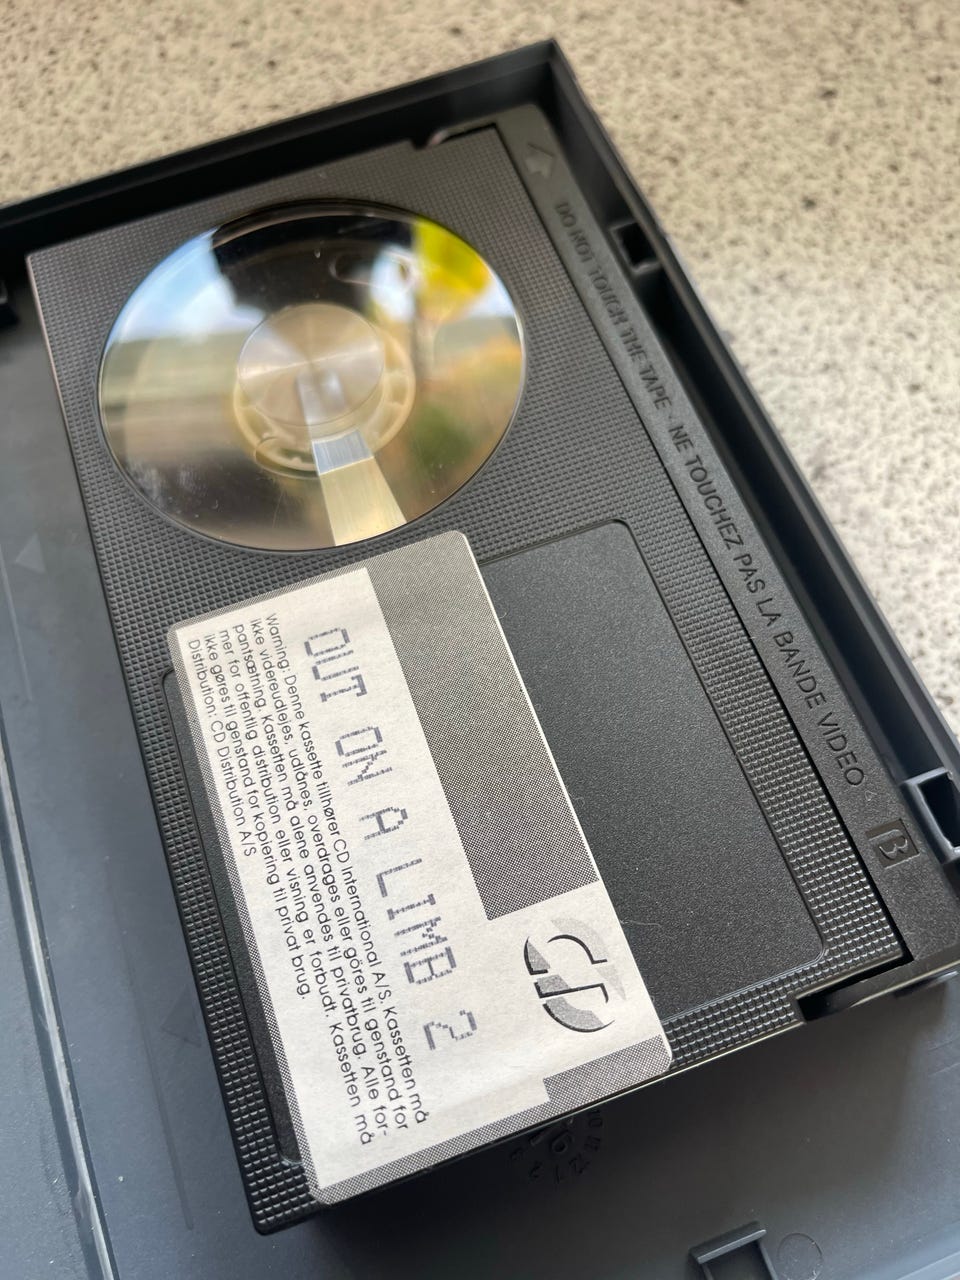 DO NOT TOUCH THE TAPE · NE TOUCHEZ PAS LA BANDE VIDEO
β
CD
OUT ON A LIMB 2
Warning: Denne kassette tillhører CD International A/S. Kassetten må
ikke videreudlejes, udlånes, overdrages eller göres til genstand for
pantsætning. Kassetten må alene anvendes til privatbrug. Alle for-
mer for offentlig distribution eller visning er forbudt. Kassetten må
ikke gøres til genstand for kopiering til privat brug.
Distribution: CD Distribution A/S